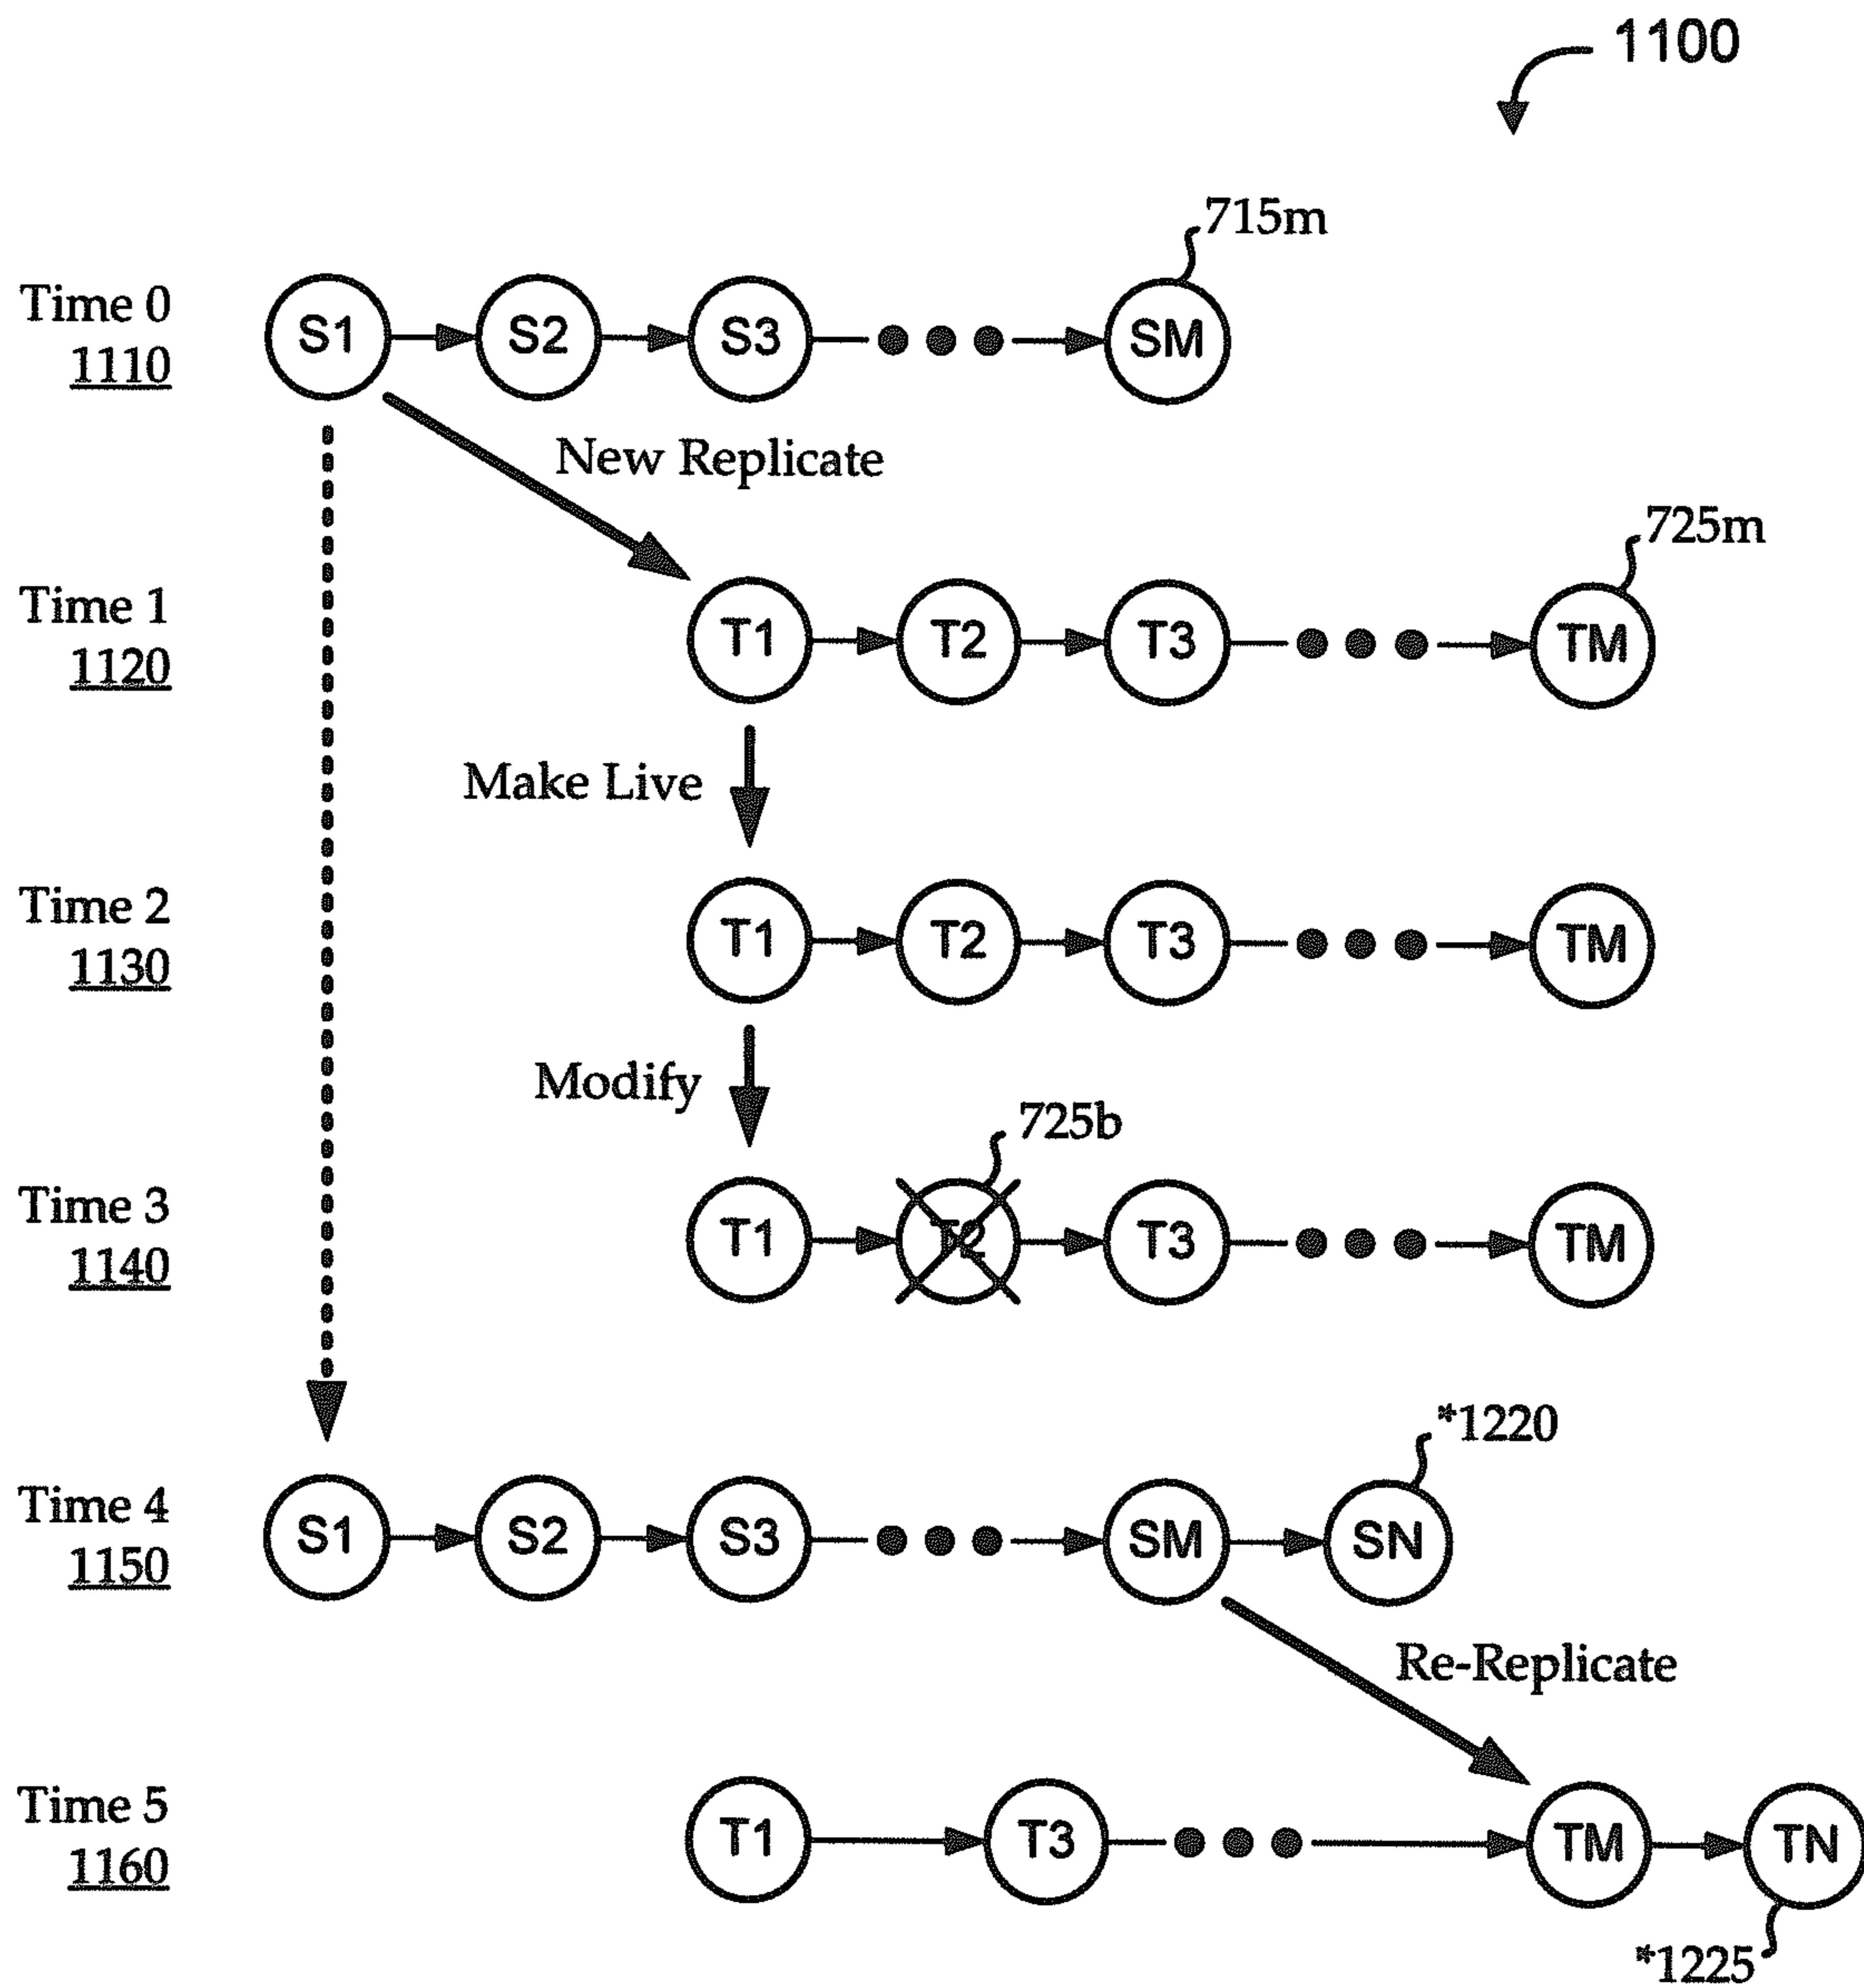 1100
715m
Time 0
1110
S1 S2 S3 SM
New Replicate
725m
Time 1
1120
T1 T2 T3 TM
Make Live
Time 2
1130
T1 T2 T3 TM
Modify
725b
Time 3
1140
T1 T2 T3 TM
*1220
Time 4
1150
S1 S2 S3 SM SN
Re-Replicate
Time 5
1160
T1 T3 TM TN
*1225